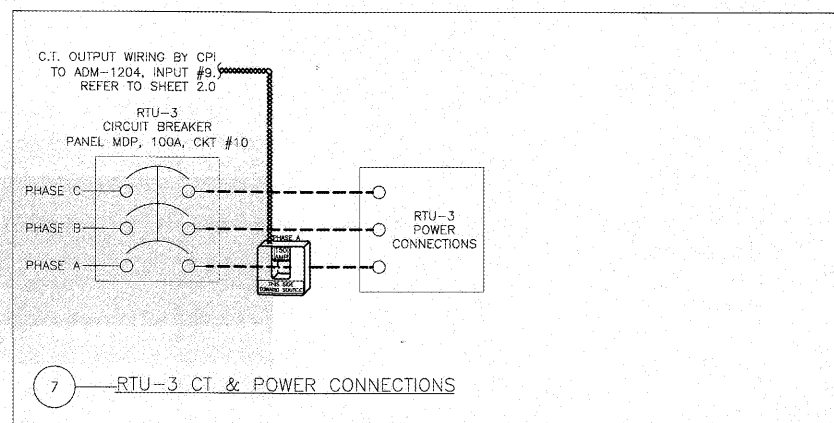 C.T. OUTPUT WIRING BY CPI
TO ADM-1204, INPUT #9.
REFER TO SHEET 2.0
RTU-3
CIRCUIT BREAKER
PANEL MDP, 100A, CKT #10
PHASE C
PHASE B
PHASE A
PHASE A
AMP
THIS SIDE
TOWARD SOURCE
RTU-3
POWER
CONNECTIONS
7
RTU-3 CT & POWER CONNECTIONS